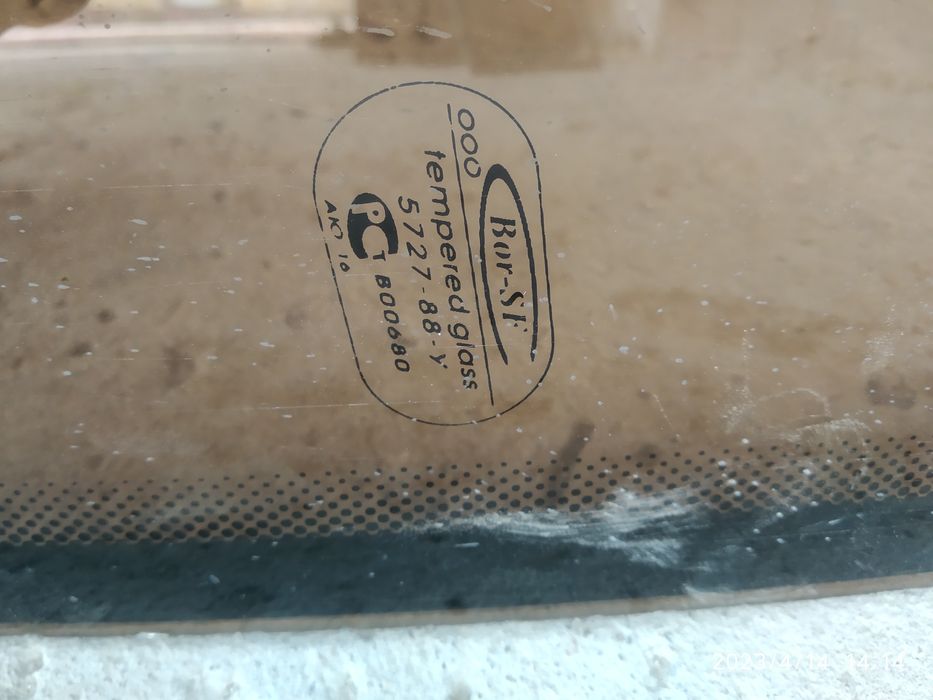 ООО
Bor-SF
tempered glass
5727-88-У
РСТ В00680
АЮ 16
2023/4/14 14:14